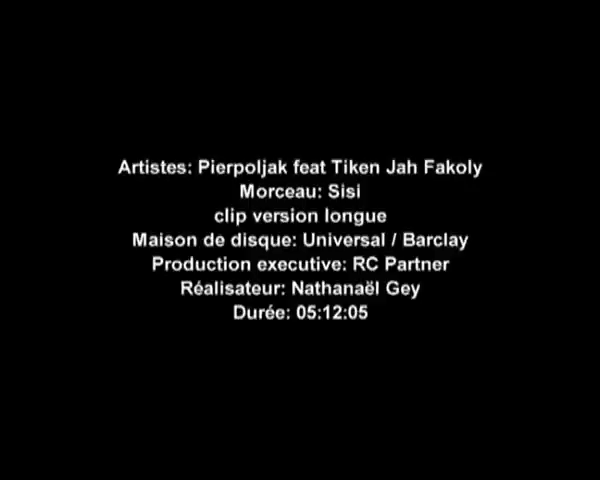 Artistes: Pierpoljak feat Tiken Jah Fakoly
Morceau: Sisi
clip version longue
Maison de disque: Universal / Barclay
Production executive: RC Partner
Réalisateur: Nathanaël Gey
Durée: 05:12:05